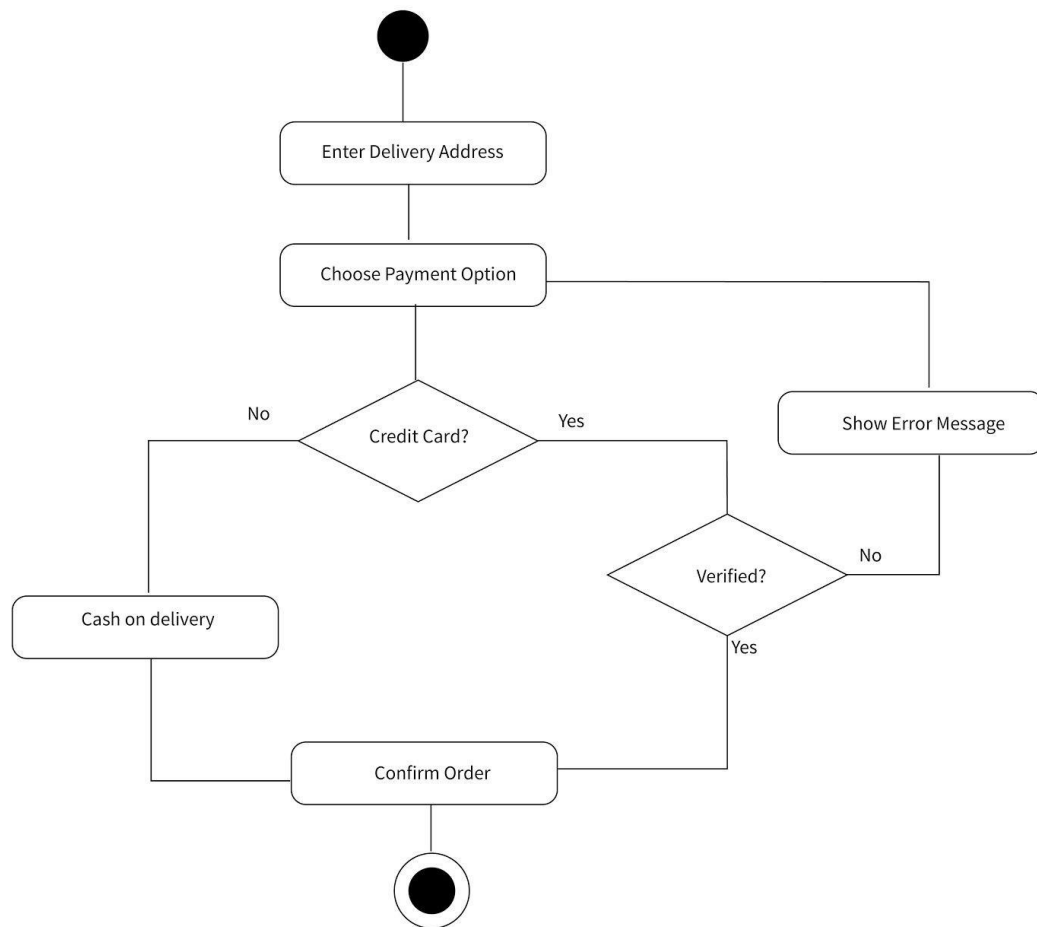 Enter Delivery Address
Choose Payment Option
No
Yes
Credit Card?
Show Error Message
No
Verified?
Cash on delivery
Yes
Confirm Order